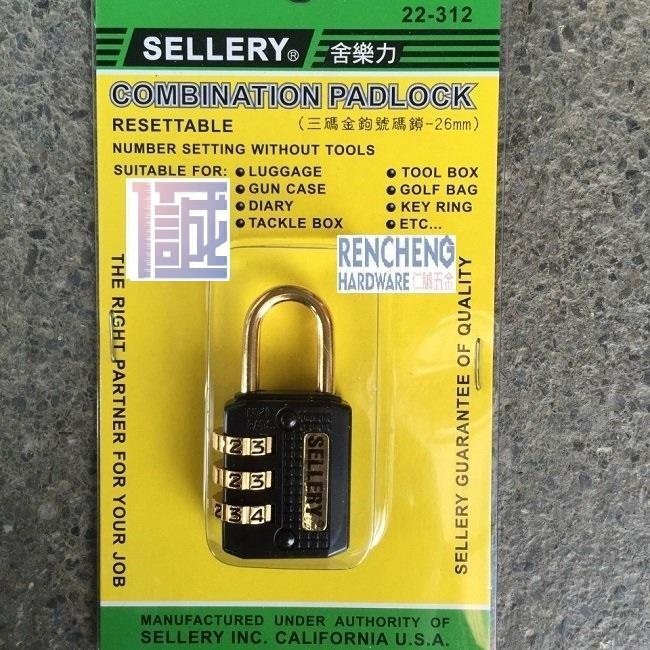 22-312
SELLERY® 舍樂力
COMBINATION PADLOCK
RESETTABLE (三碼金鉤號碼鎖-26mm)
NUMBER SETTING WITHOUT TOOLS
SUITABLE FOR: • LUGGAGE • TOOL BOX
• GUN CASE • GOLF BAG
• DIARY • KEY RING
• TACKLE BOX • ETC...
誠
RENCHENG
HARDWARE 仁誠五金
THE RIGHT PARTNER FOR YOUR JOB
SELLERY GUARANTEE OF QUALITY
SELLERY
1 2 3
1 2 3
2 3 4
MANUFACTURED UNDER AUTHORITY OF
SELLERY INC. CALIFORNIA U.S.A.